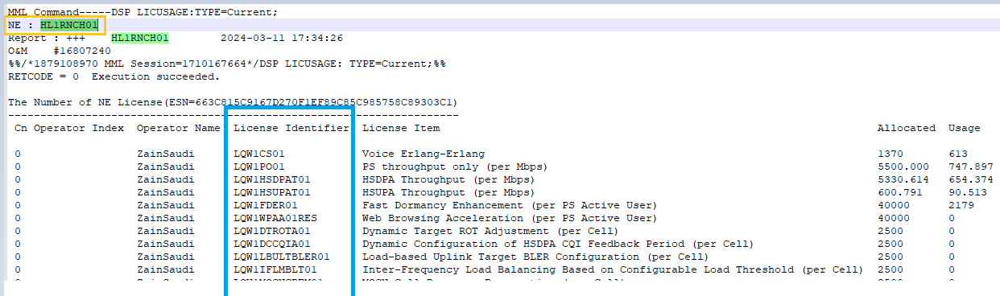 MML Command-----DSP LICUSAGE:TYPE=Current;
NE : HL1RNCH01
Report : +++    HL1RNCH01        2024-03-11 17:34:26
O&M    #16807240
%%/*1879108970 MML Session=1710167664*/DSP LICUSAGE: TYPE=Current;%%
RETCODE = 0  Execution succeeded.
The Number of NE License(ESN=663C815C9167D270F1EF89C85C985758C89303C1)
----------------------------------------------------------------------
Cn Operator Index  Operator Name  License Identifier  License Item  Allocated  Usage
0  ZainSaudi  LQW1CS01  Voice Erlang-Erlang  1370  613
0  ZainSaudi  LQW1PO01  PS throughput only (per Mbps)  5500.000  747.897
0  ZainSaudi  LQW1HSDPAT01  HSDPA Throughput (per Mbps)  5330.614  654.374
0  ZainSaudi  LQW1HSUPAT01  HSUPA Throughput (per Mbps)  600.791  90.513
0  ZainSaudi  LQW1FDER01  Fast Dormancy Enhancement (per PS Active User)  40000  2179
0  ZainSaudi  LQW1WPAA01RES  Web Browsing Acceleration (per PS Active User)  40000  0
0  ZainSaudi  LQW1DTROTA01  Dynamic Target ROT Adjustment (per Cell)  2500  0
0  ZainSaudi  LQW1DCCQIA01  Dynamic Configuration of HSDPA CQI Feedback Period (per Cell)  2500  0
0  ZainSaudi  LQW1LBULTBLER01  Load-based Uplink Target BLER Configuration (per Cell)  2500  0
0  ZainSaudi  LQW1IFLMBLT01  Inter-Frequency Load Balancing Based on Configurable Load Threshold (per Cell)  2500  0